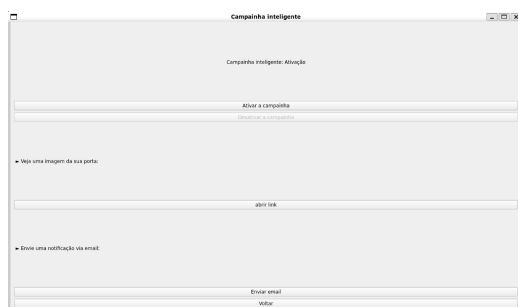 Campainha inteligente
Campainha inteligente: Ativação
Ativar a campainha
Desativar a campainha
► Veja uma imagem da sua porta:
abrir link
► Envie uma notificação via email:
Enviar email
Voltar